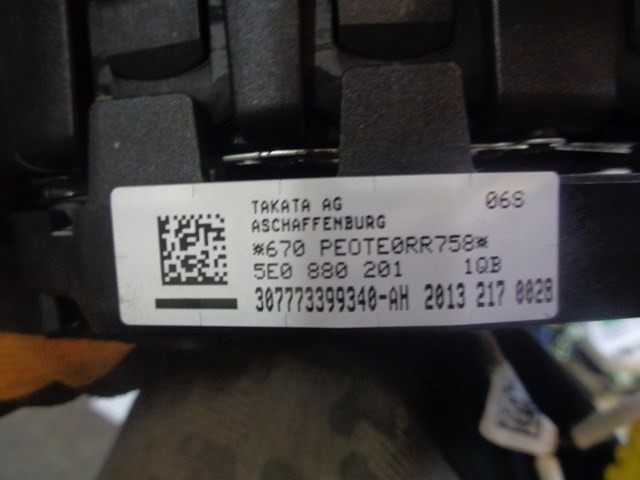 TAKATA AG 06S
ASCHAFFENBURG
*670 PEOTE0RR758*
5E0 880 201 1QB
307773399340-AH 2013 217 0028